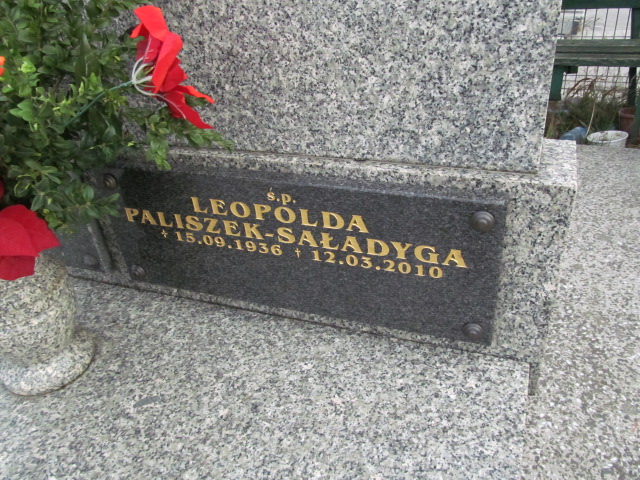 ś.p.
LEOPOLDA
PALISZEK-SAŁADYGA
✝ 15.09.1936 ✝ 12.03.2010